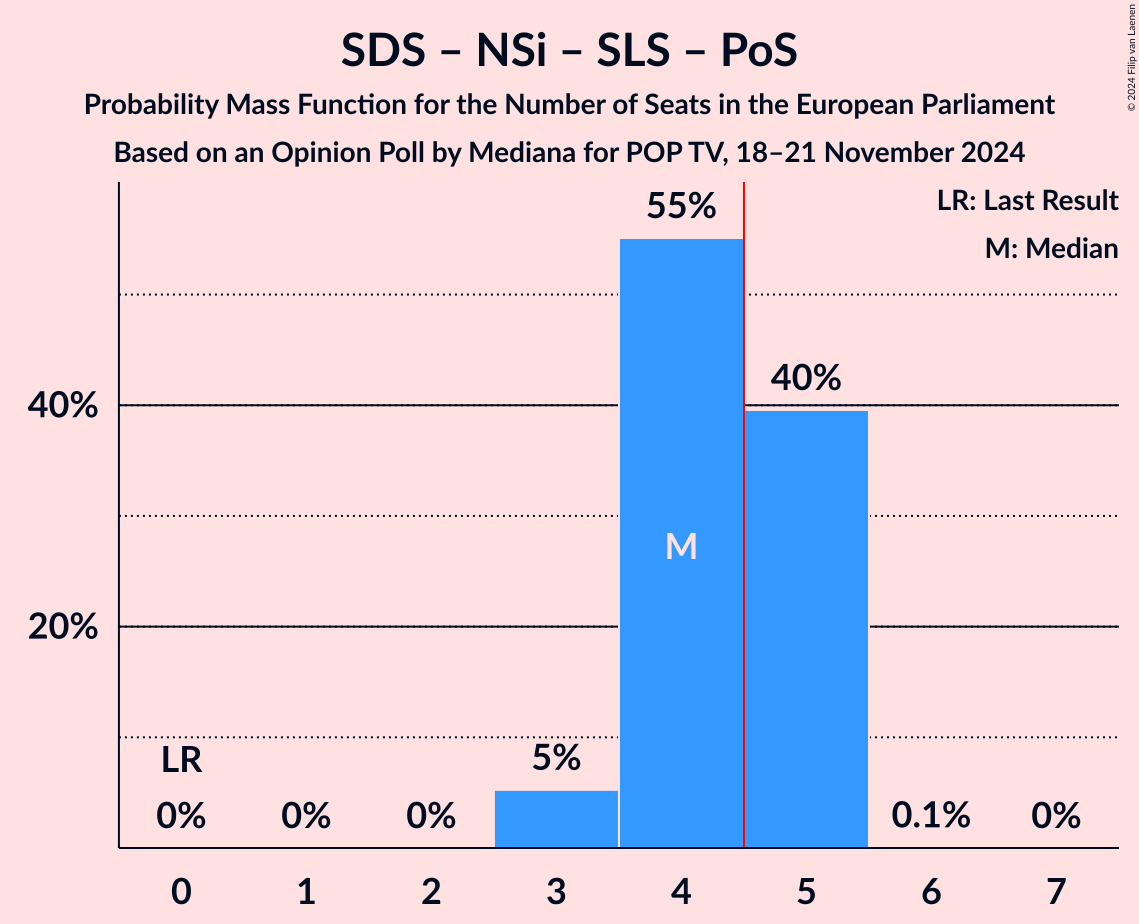 SDS – NSi – SLS – PoS
Probability Mass Function for the Number of Seats in the European Parliament
Based on an Opinion Poll by Mediana for POP TV, 18–21 November 2024
© 2024 Filip van Laenen
LR: Last Result
M: Median
55%
40%
40%
M
20%
LR
5%
0%
0%
0%
0.1%
0%
0
1
2
3
4
5
6
7